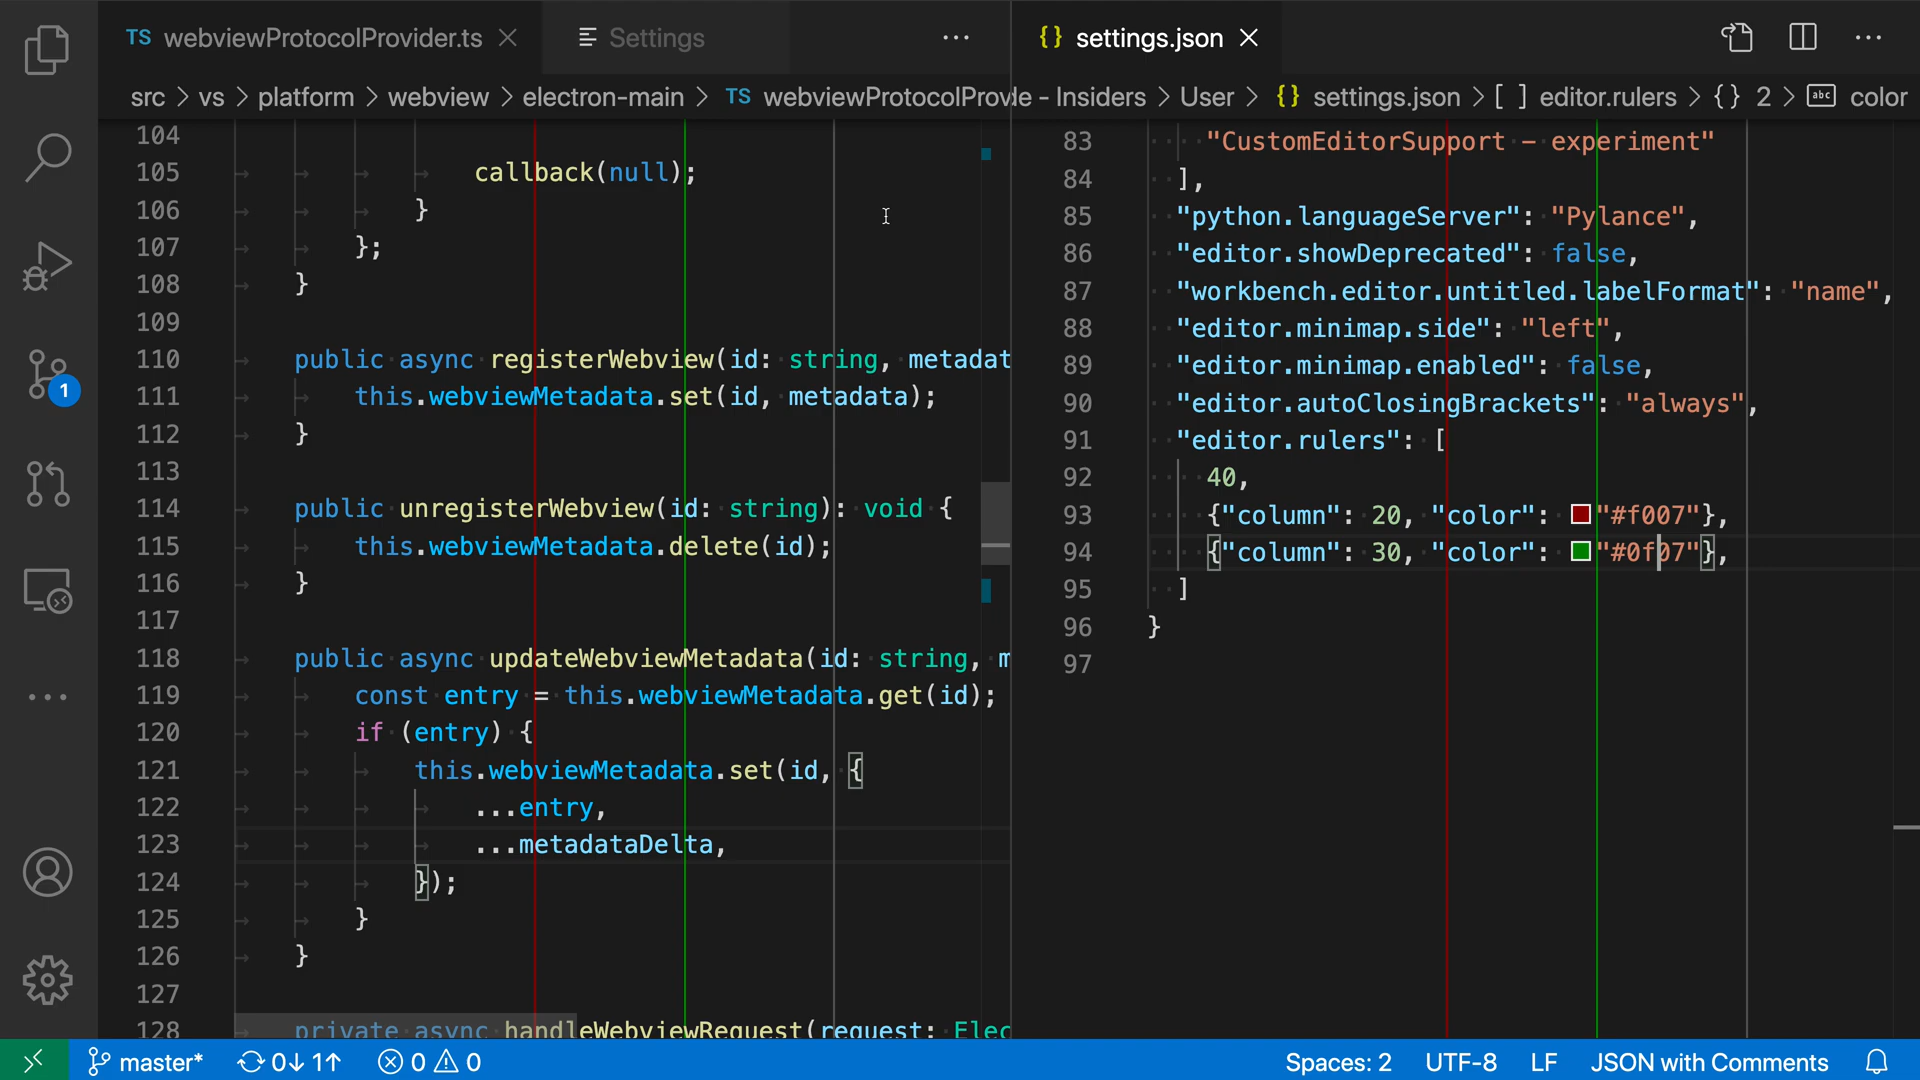 TS webviewProtocolProvider.ts
Settings
{} settings.json
src > vs > platform > webview > electron-main > TS webviewProtocolProv
de - Insiders > User > {} settings.json > [ ] editor.rulers > {} 2 > abc color
104
105 callback(null);
106 }
107 };
108 }
109
110 public async registerWebview(id: string, metadat
111 this.webviewMetadata.set(id, metadata);
112 }
113
114 public unregisterWebview(id: string): void {
115 this.webviewMetadata.delete(id);
116 }
117
118 public async updateWebviewMetadata(id: string, m
119 const entry = this.webviewMetadata.get(id);
120 if (entry) {
121 this.webviewMetadata.set(id, {
122 ...entry,
123 ...metadataDelta,
124 });
125 }
126 }
127
128 private async handleWebviewRequest(request: Elec
83 "CustomEditorSupport – experiment"
84 ],
85 "python.languageServer": "Pylance",
86 "editor.showDeprecated": false,
87 "workbench.editor.untitled.labelFormat": "name",
88 "editor.minimap.side": "left",
89 "editor.minimap.enabled": false,
90 "editor.autoClosingBrackets": "always",
91 "editor.rulers": [
92 40,
93 {"column": 20, "color": "#f007"},
94 {"column": 30, "color": "#0f07"},
95 ]
96 }
97
1
master* 0↓ 1↑ 0 0
Spaces: 2 UTF-8 LF JSON with Comments